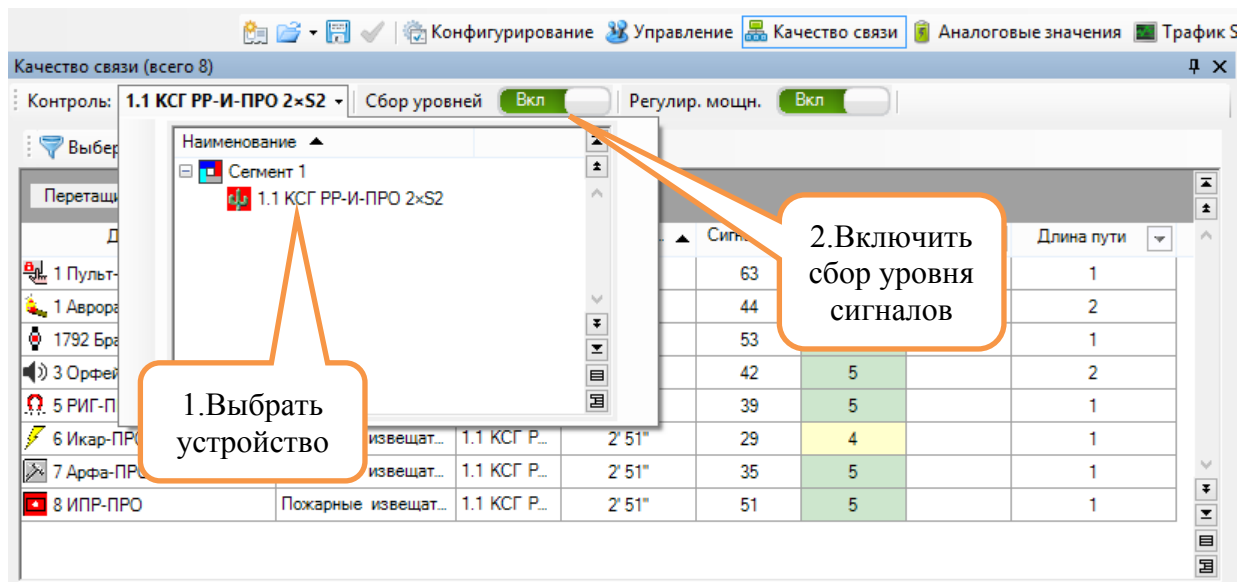 Конфигурирование Управление Качество связи Аналоговые значения Трафик S
Качество связи (всего 8)
Контроль: 1.1 КСГ РР-И-ПРО 2×S2 Сбор уровней Вкл Регулир. мощн. Вкл
Выбер
Наименование
Сегмент 1
1.1 КСГ РР-И-ПРО 2×S2
Перетащи
Д Сигн Длина пути
1 Пульт- 63 1
1 Аврора 44 2
1792 Бра 53 1
3 Орфей 42 5 2
5 РИГ-П 39 5 1
6 Икар-ПРО извещат... 1.1 КСГ Р... 2' 51" 29 4 1
7 Арфа-ПРО извещат... 1.1 КСГ Р... 2' 51" 35 5 1
8 ИПР-ПРО Пожарные извещат... 1.1 КСГ Р... 2' 51" 51 5 1
1.Выбрать
устройство
2.Включить
сбор уровня
сигналов